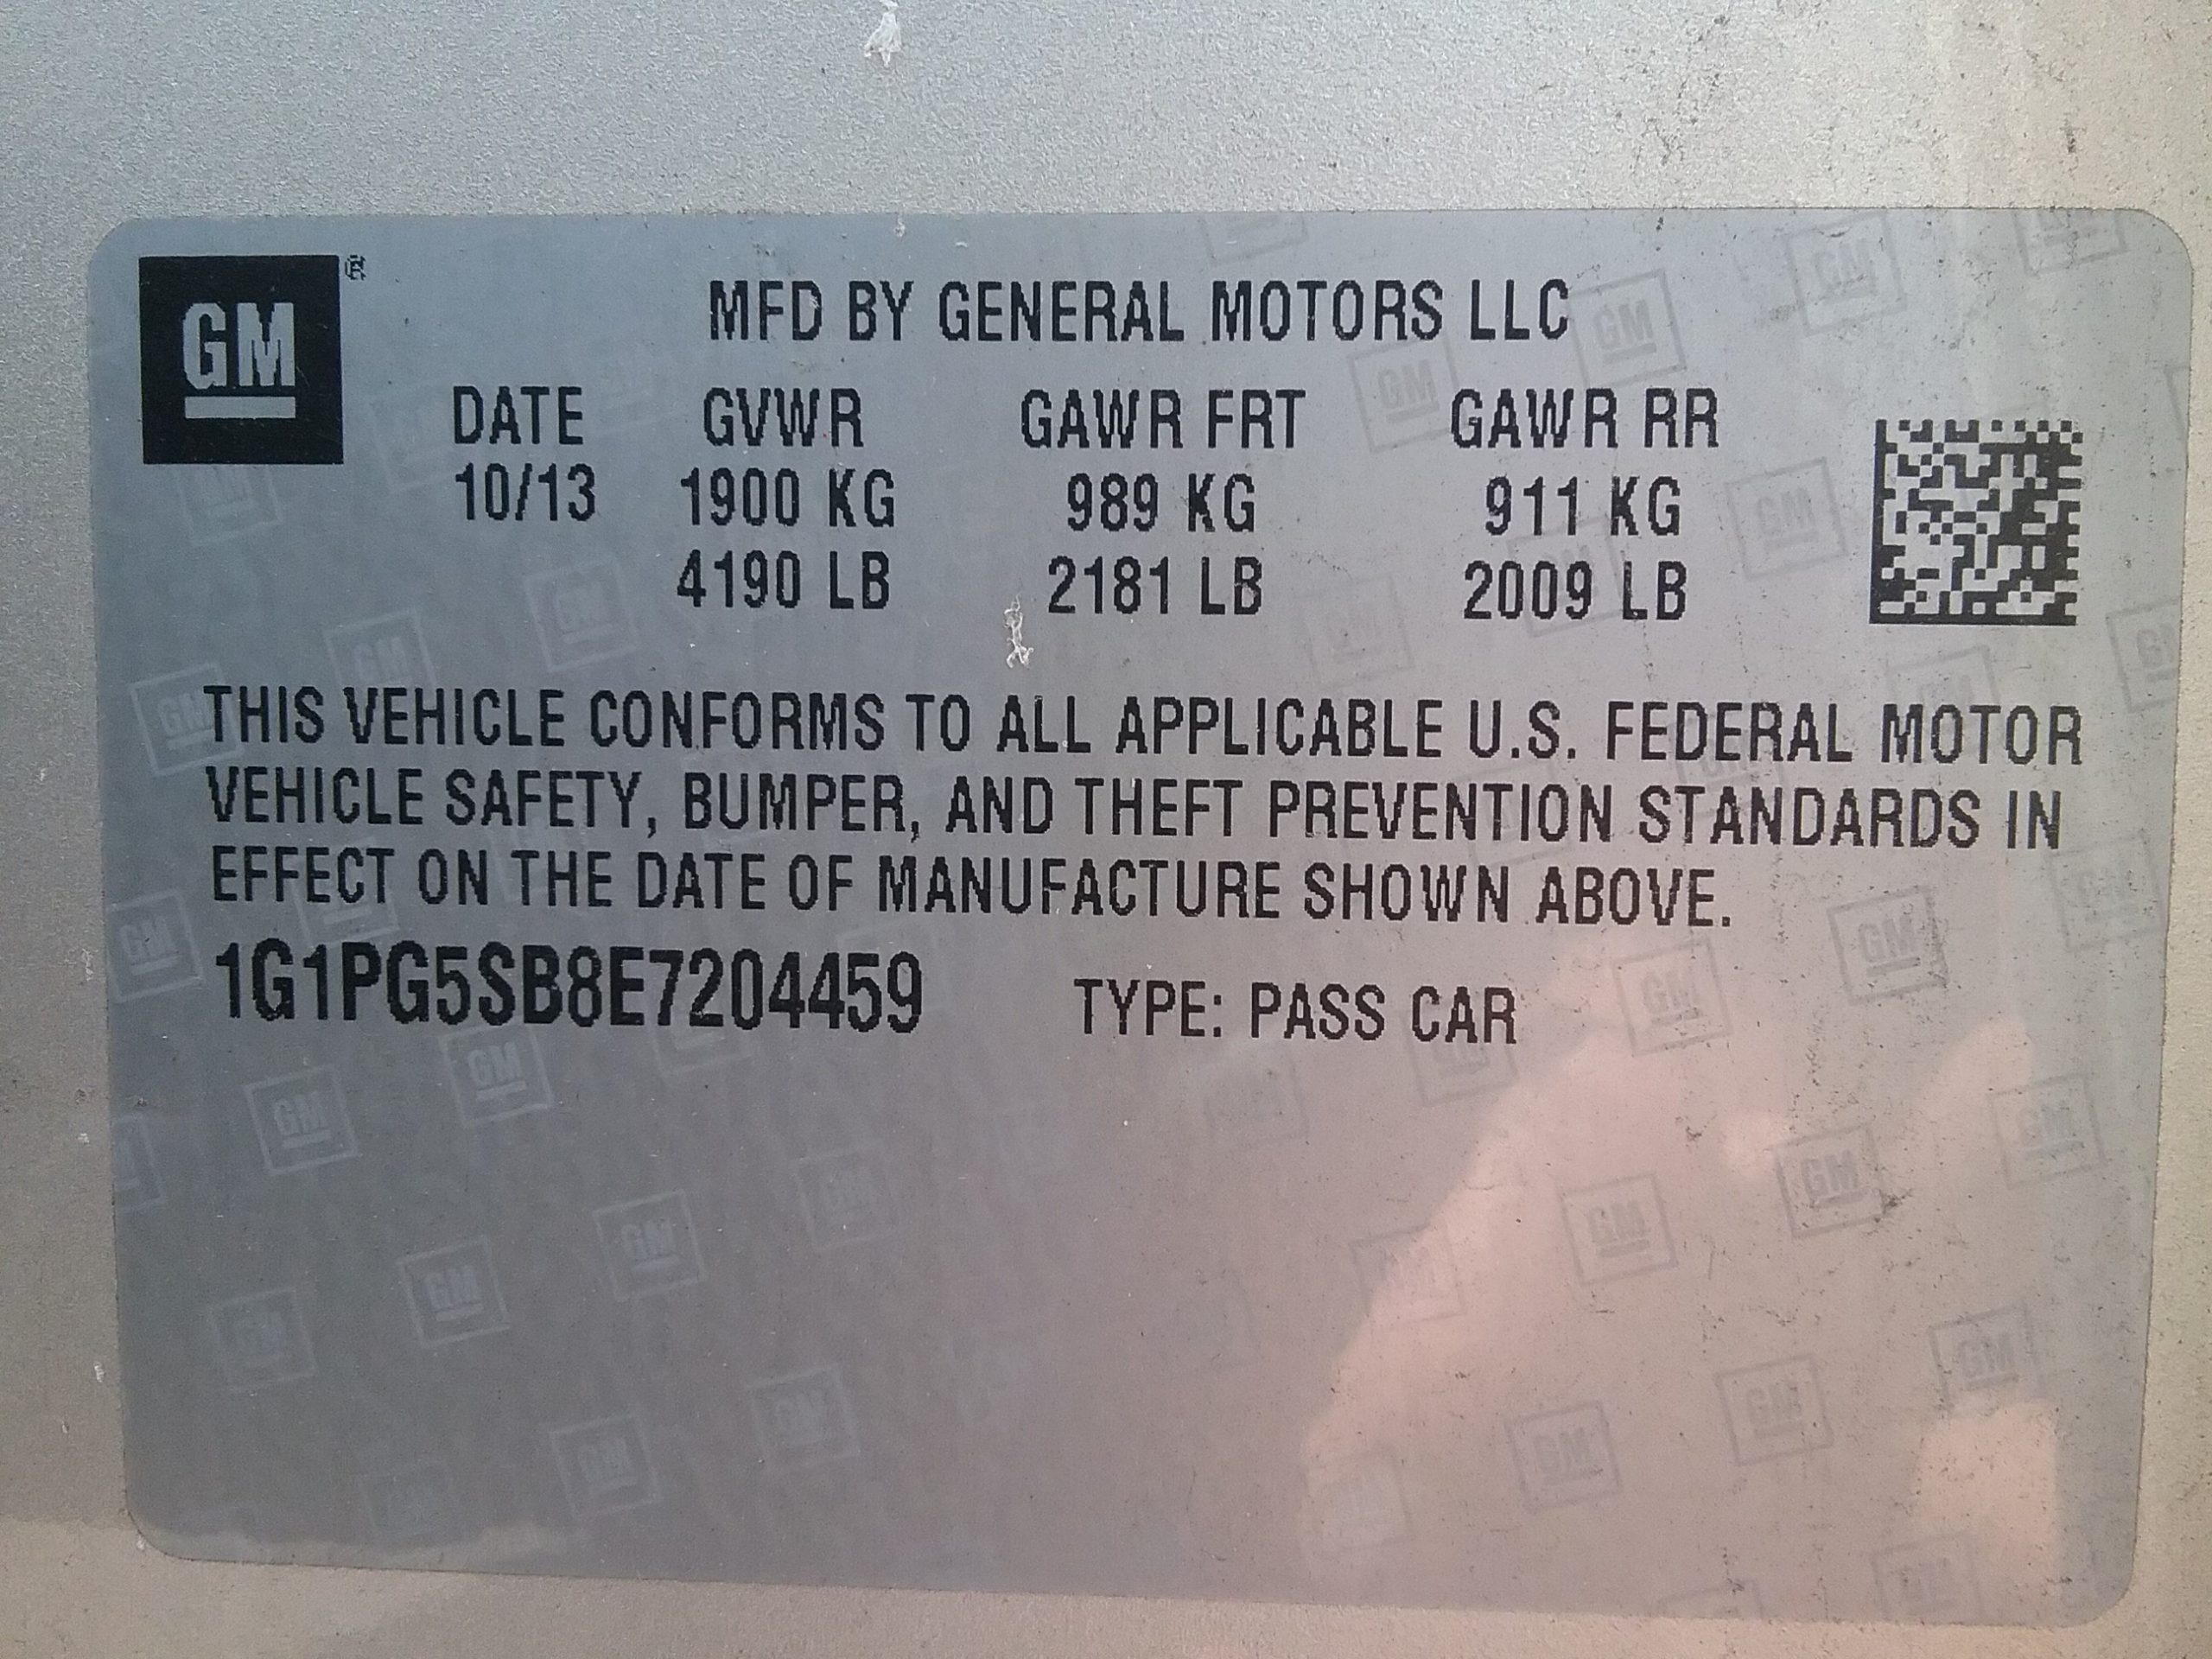 GM ®
MFD BY GENERAL MOTORS LLC
DATE GVWR GAWR FRT GAWR RR
10/13 1900 KG 989 KG 911 KG
4190 LB 2181 LB 2009 LB
THIS VEHICLE CONFORMS TO ALL APPLICABLE U.S. FEDERAL MOTOR
VEHICLE SAFETY, BUMPER, AND THEFT PREVENTION STANDARDS IN
EFFECT ON THE DATE OF MANUFACTURE SHOWN ABOVE.
1G1PG5SB8E7204459 TYPE: PASS CAR